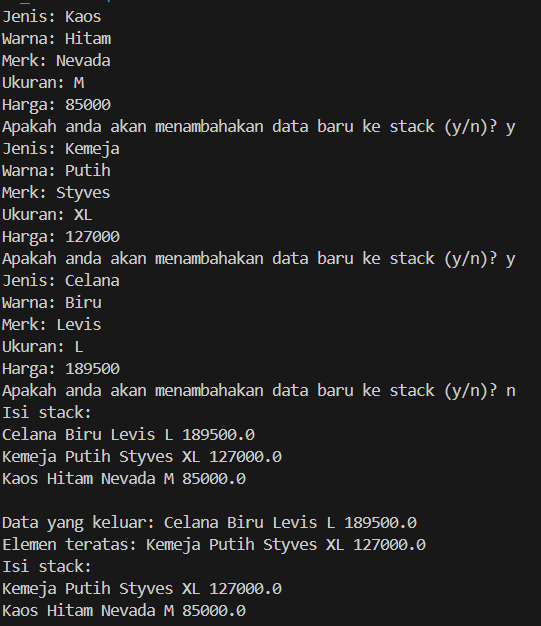 Jenis: Kaos
Warna: Hitam
Merk: Nevada
Ukuran: M
Harga: 85000
Apakah anda akan menambahakan data baru ke stack (y/n)? y
Jenis: Kemeja
Warna: Putih
Merk: Styves
Ukuran: XL
Harga: 127000
Apakah anda akan menambahakan data baru ke stack (y/n)? y
Jenis: Celana
Warna: Biru
Merk: Levis
Ukuran: L
Harga: 189500
Apakah anda akan menambahakan data baru ke stack (y/n)? n
Isi stack:
Celana Biru Levis L 189500.0
Kemeja Putih Styves XL 127000.0
Kaos Hitam Nevada M 85000.0

Data yang keluar: Celana Biru Levis L 189500.0
Elemen teratas: Kemeja Putih Styves XL 127000.0
Isi stack:
Kemeja Putih Styves XL 127000.0
Kaos Hitam Nevada M 85000.0